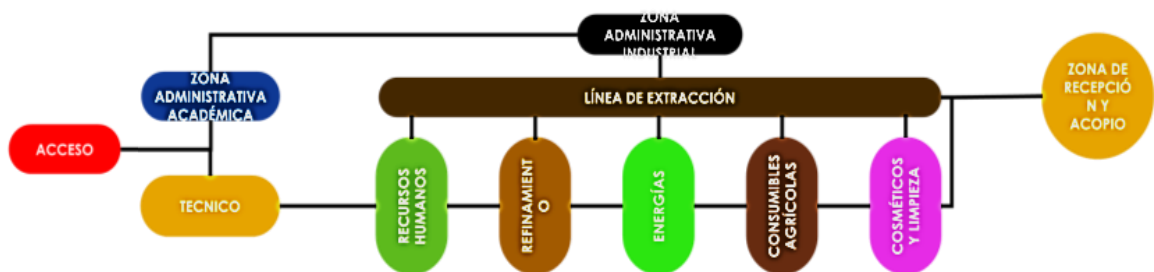 ZONA
ADMINISTRATIVA
INDUSTRIAL
ZONA
ADMINISTRATIVA
ACADÉMICA
LÍNEA DE EXTRACCIÓN
ZONA DE
RECEPCIÓ
N Y
ACOPIO
ACCESO
TECNICO
RECURSOS
HUMANOS
REFINAMIENT
O
ENERGÍAS
CONSUMIBLES
AGRÍCOLAS
COSMÉTICOS
Y LIMPIEZA